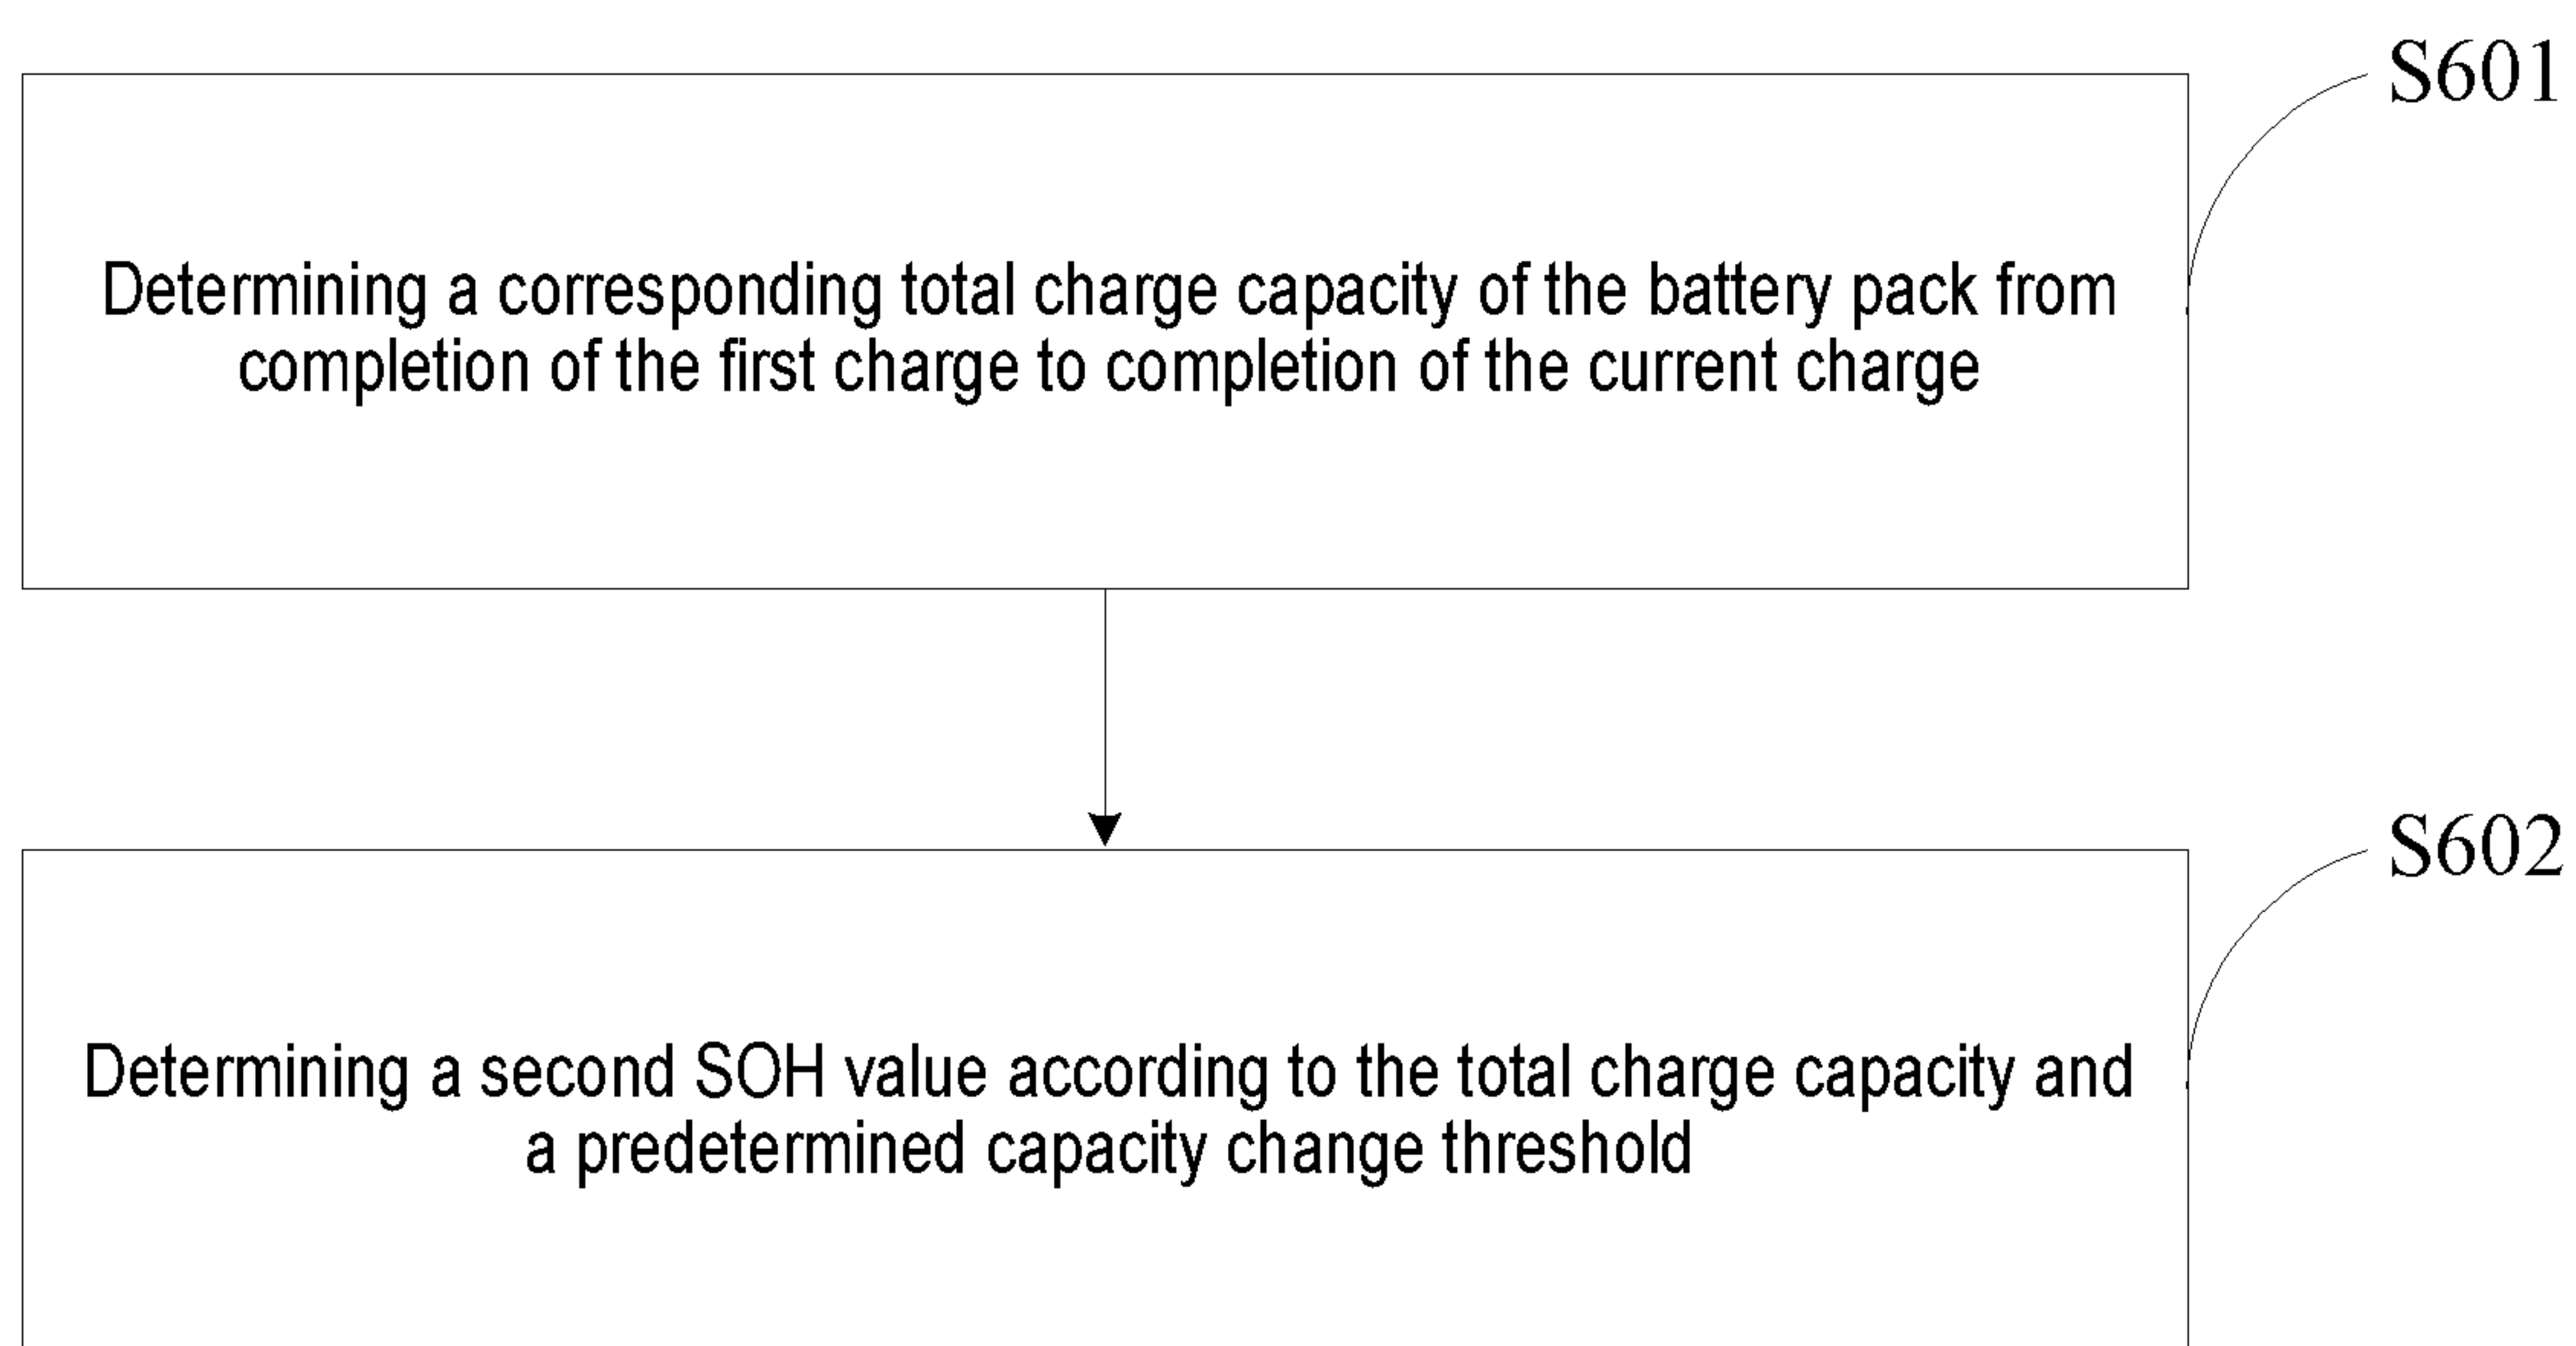 S601
Determining a corresponding total charge capacity of the battery pack from
completion of the first charge to completion of the current charge
S602
Determining a second SOH value according to the total charge capacity and
a predetermined capacity change threshold